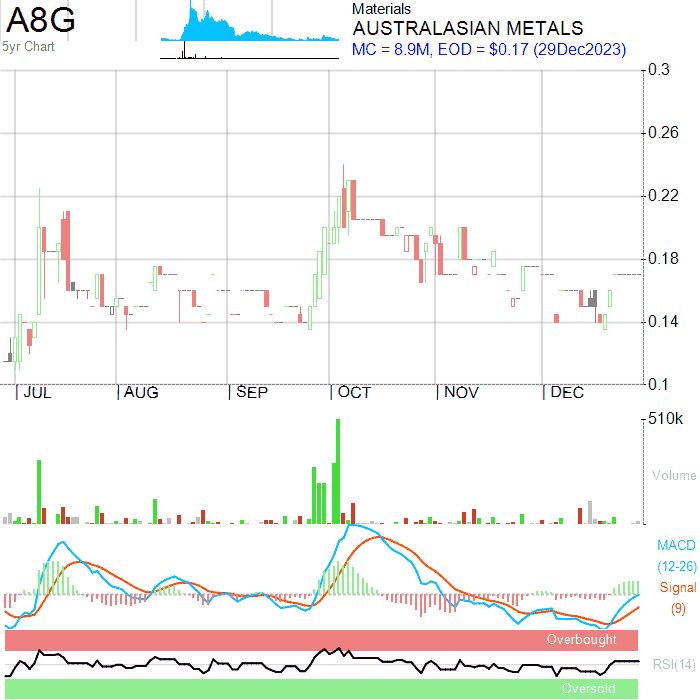 A8G
5yr Chart
Materials
AUSTRALASIAN METALS
MC = 8.9M, EOD = $0.17 (29Dec2023)
0.3
0.26
0.22
0.18
0.14
0.1
JUL AUG SEP OCT NOV DEC
510k
Volume
MACD
(12-26)
Signal
(9)
Overbought
RSI(14)
Oversold